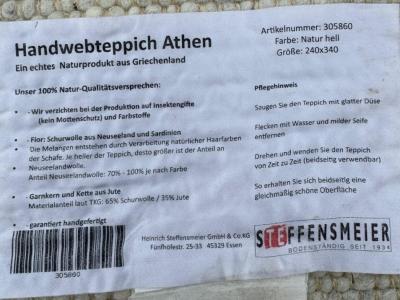 Handwebteppich Athen
Ein echtes Naturprodukt aus Griechenland
Artikelnummer: 305860
Farbe: Natur hell
Größe: 240x340
Unser 100% Natur-Qualitätsversprechen:
- Wir verzichten bei der Produktion auf Insektengifte
(kein Mottenschutz) und Farbstoffe
- Flor: Schurwolle aus Neuseeland und Sardinien
Die Melangen entstehen durch Verarbeitung natürlicher Haarfarben
der Schafe. Je heller der Teppich, desto größer ist der Anteil an
Neuseelandwolle.
Anteil Neuseelandwolle: 70% - 100% je nach Farbe
- Garnkern und Kette aus Jute
Materialanteil laut TKG: 65% Schurwolle / 35% Jute
- garantiert handgefertigt
Pflegehinweis
Saugen Sie den Teppich mit glatter Düse
Flecken mit Wasser und milder Seife
entfernen
Drehen und wenden Sie den Teppich
von Zeit zu Zeit (beidseitig verwendbar)
So erhalten Sie sich beidseitig eine
gleichmäßig schöne Oberfläche
305860
Heinrich Steffensmeier GmbH & Co.KG
Fünfhofestr. 25-33 45329 Essen
STEFFENSMEIER
BODENSTÄNDIG SEIT 1934